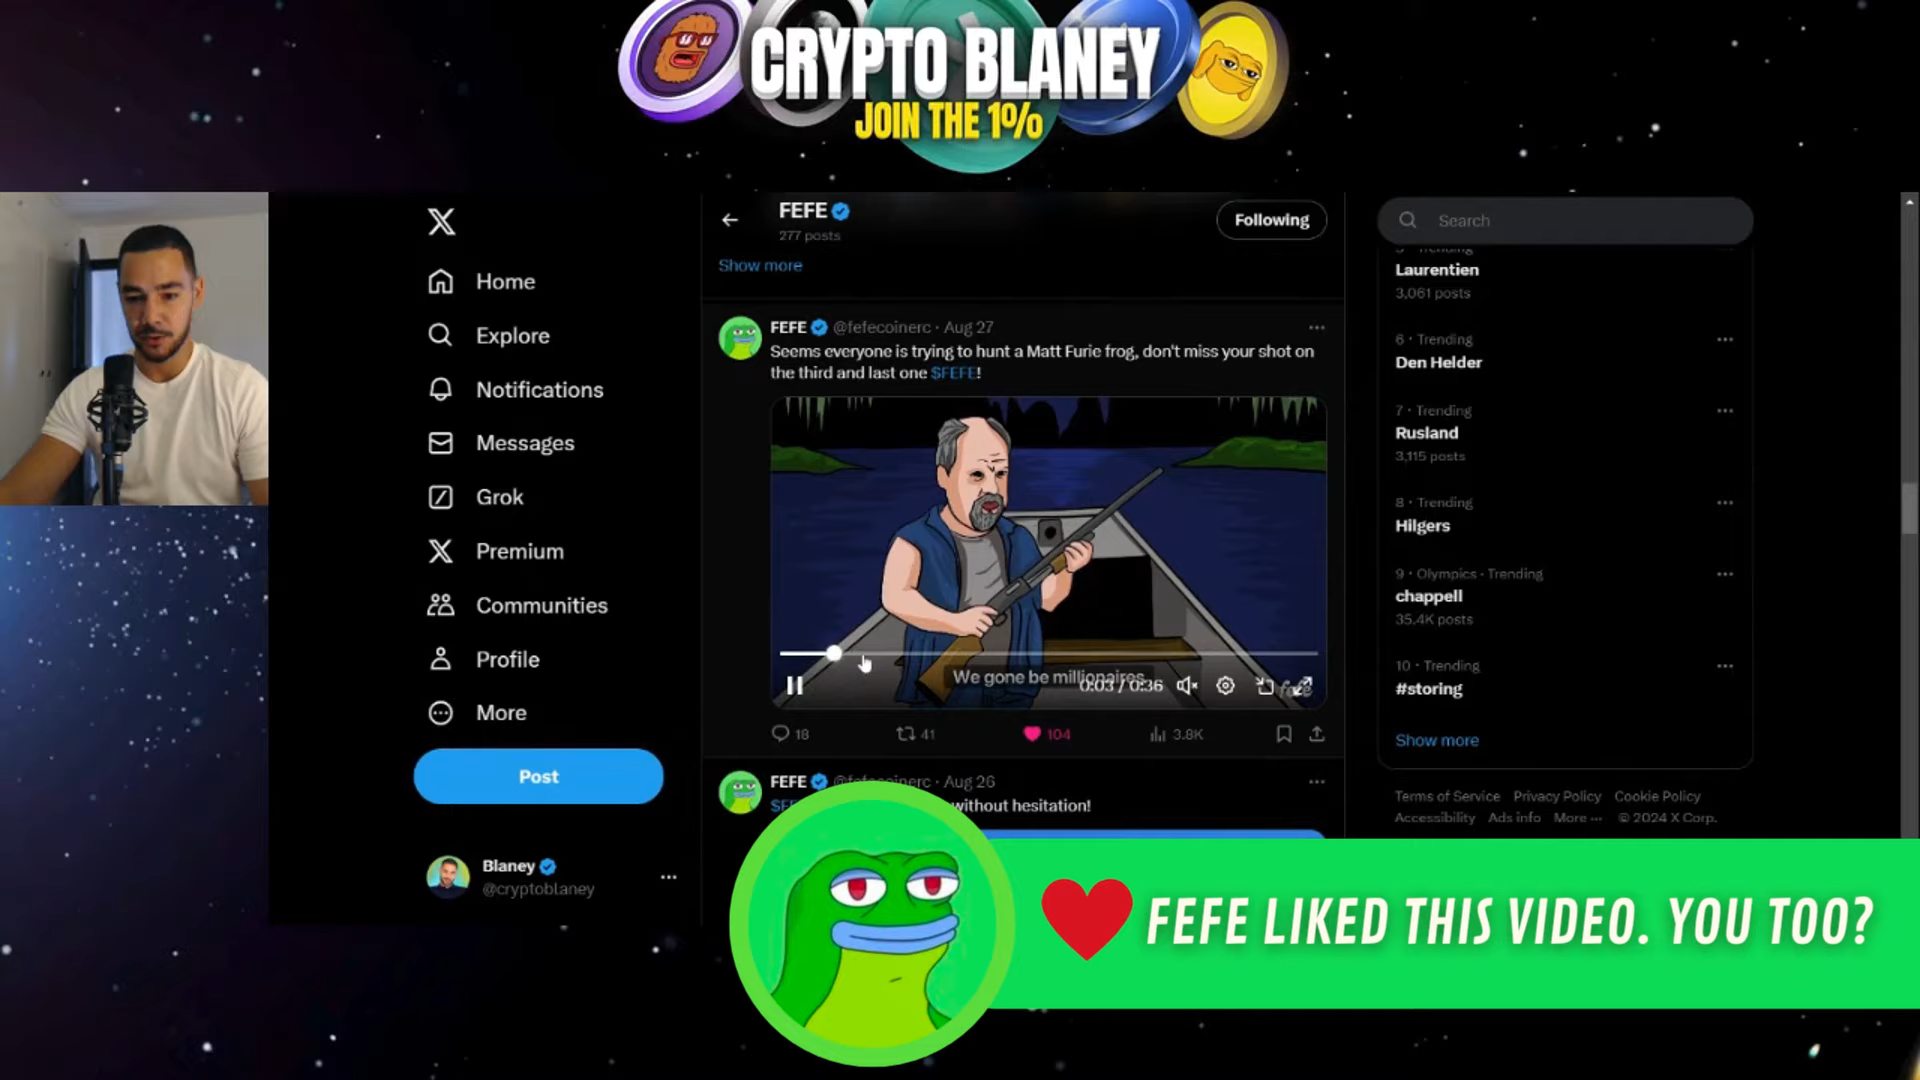 CRYPTO BLANEY
JOIN THE 1%
FEFE
277 posts
Following
Show more
Home
Explore
Notifications
Messages
Grok
Premium
Communities
Profile
More
Post
Blaney
@cryptoblaney
FEFE @fefecoinerc · Aug 27
Seems everyone is trying to hunt a Matt Furie frog, don't miss your shot on
the third and last one $FEFE!
We gone be millionaires
0:03 / 0:36
18 41 104 3.8K
FEFE @fefecoinerc · Aug 26
without hesitation!
Search
Trending
Laurentien
3,061 posts
6 · Trending
Den Helder
7 · Trending
Rusland
3,115 posts
8 · Trending
Hilgers
9 · Olympics · Trending
chappell
35.4K posts
10 · Trending
#storing
Show more
Terms of Service Privacy Policy Cookie Policy
Accessibility Ads info More ··· © 2024 X Corp.
FEFE LIKED THIS VIDEO. YOU TOO?